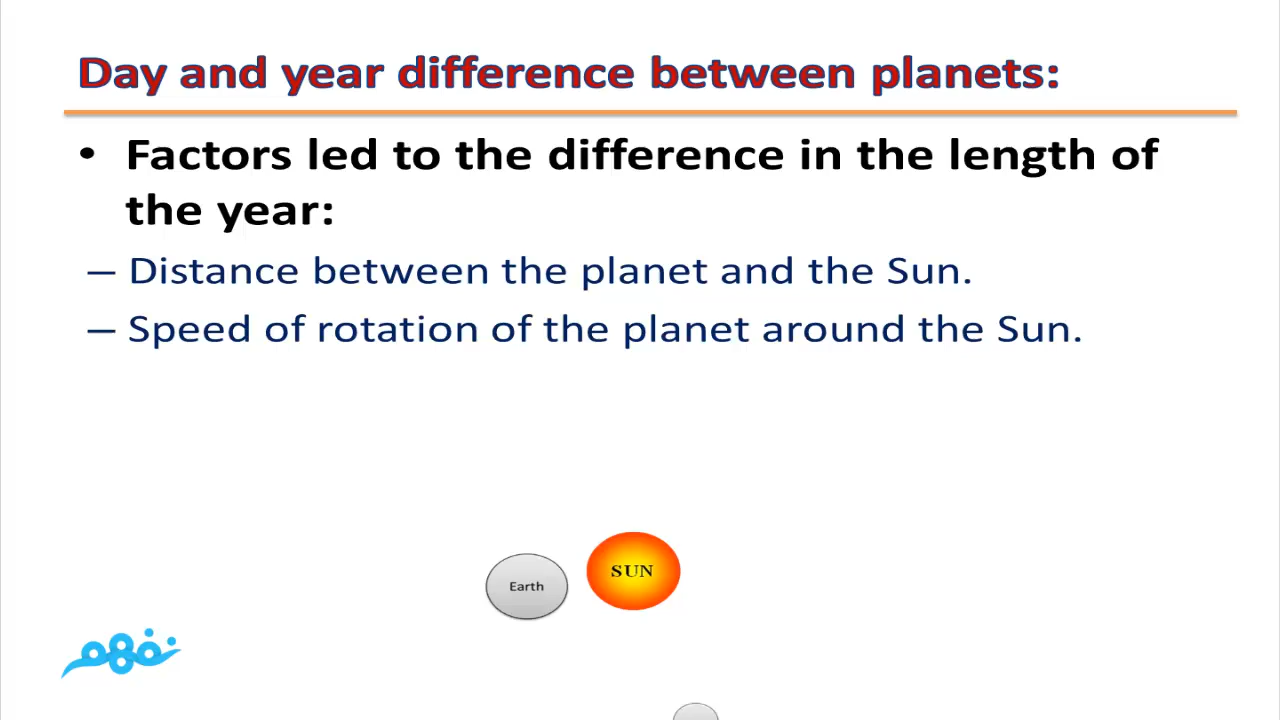 Day and year difference between planets:
• Factors led to the difference in the length of
the year:
– Distance between the planet and the Sun.
– Speed of rotation of the planet around the Sun.
SUN
Earth
نفهم